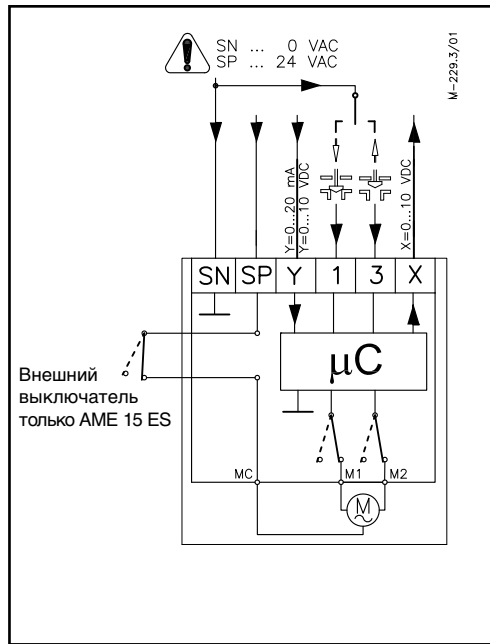 SN ... 0 VAC
SP ... 24 VAC
M-229.3/01
Y=0...20 mA
Y=0...10 VDC
X=0...10 VDC
SN SP Y 1 3 X
µC
Внешний
выключатель
только AME 15 ES
MC M1 M2
M